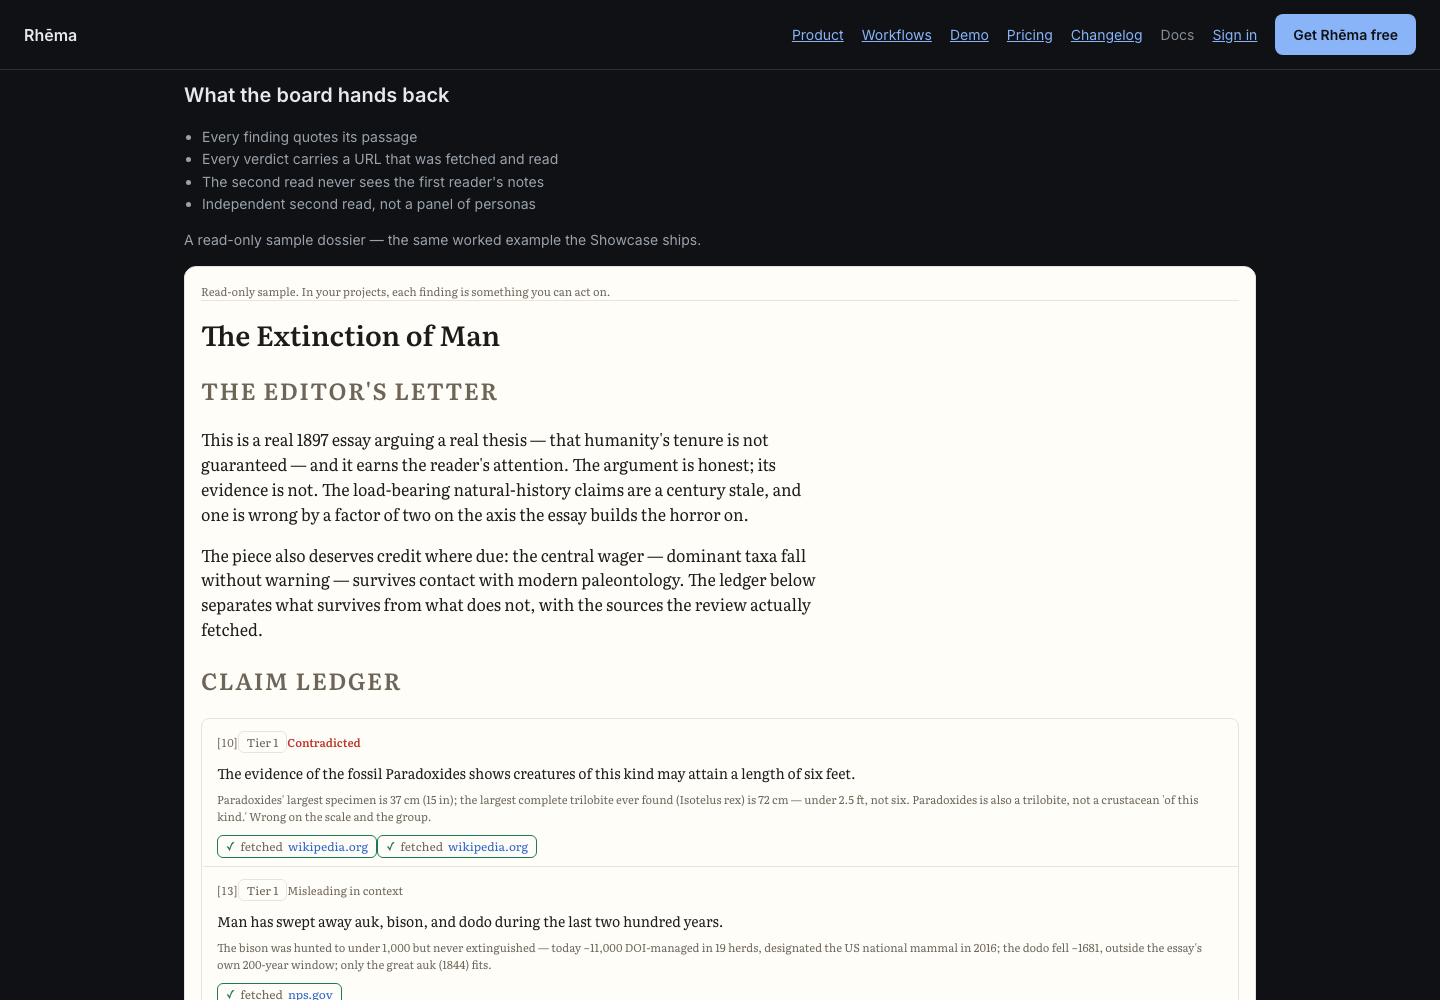 Rhēma
Product Workflows Demo Pricing Changelog Docs Sign in Get Rhēma free
What the board hands back
• Every finding quotes its passage
• Every verdict carries a URL that was fetched and read
• The second read never sees the first reader's notes
• Independent second read, not a panel of personas
A read-only sample dossier — the same worked example the Showcase ships.
Read-only sample. In your projects, each finding is something you can act on.
The Extinction of Man
THE EDITOR'S LETTER
This is a real 1897 essay arguing a real thesis — that humanity's tenure is not
guaranteed — and it earns the reader's attention. The argument is honest; its
evidence is not. The load-bearing natural-history claims are a century stale, and
one is wrong by a factor of two on the axis the essay builds the horror on.
The piece also deserves credit where due: the central wager — dominant taxa fall
without warning — survives contact with modern paleontology. The ledger below
separates what survives from what does not, with the sources the review actually
fetched.
CLAIM LEDGER
[10] Tier 1 Contradicted
The evidence of the fossil Paradoxides shows creatures of this kind may attain a length of six feet.
Paradoxides' largest specimen is 37 cm (15 in); the largest complete trilobite ever found (Isotelus rex) is 72 cm — under 2.5 ft, not six. Paradoxides is also a trilobite, not a crustacean 'of this
kind.' Wrong on the scale and the group.
✓ fetched wikipedia.org ✓ fetched wikipedia.org
[13] Tier 1 Misleading in context
Man has swept away auk, bison, and dodo during the last two hundred years.
The bison was hunted to under 1,000 but never extinguished — today ~11,000 DOI-managed in 19 herds, designated the US national mammal in 2016; the dodo fell ~1681, outside the essay's
own 200-year window; only the great auk (1844) fits.
✓ fetched nps.gov